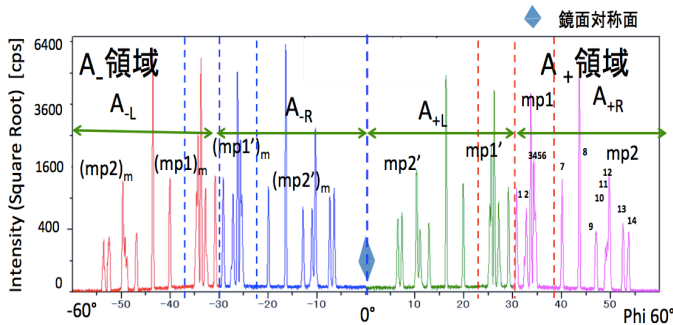 鏡面対称面
Intensity (Square Root) [cps]
6400
3600
1600
400
0
A₋領域
A₊領域
A-L
A-R
A+L
A+R
(mp2)m
(mp1)m
(mp1')m
(mp2')m
mp2'
mp1'
mp1
mp2
1 2
3456
7
8
9
10
11
12
13
14
-60°
-50
-40
-30
-20
-10
0°
10
20
30
40
50
Phi 60°